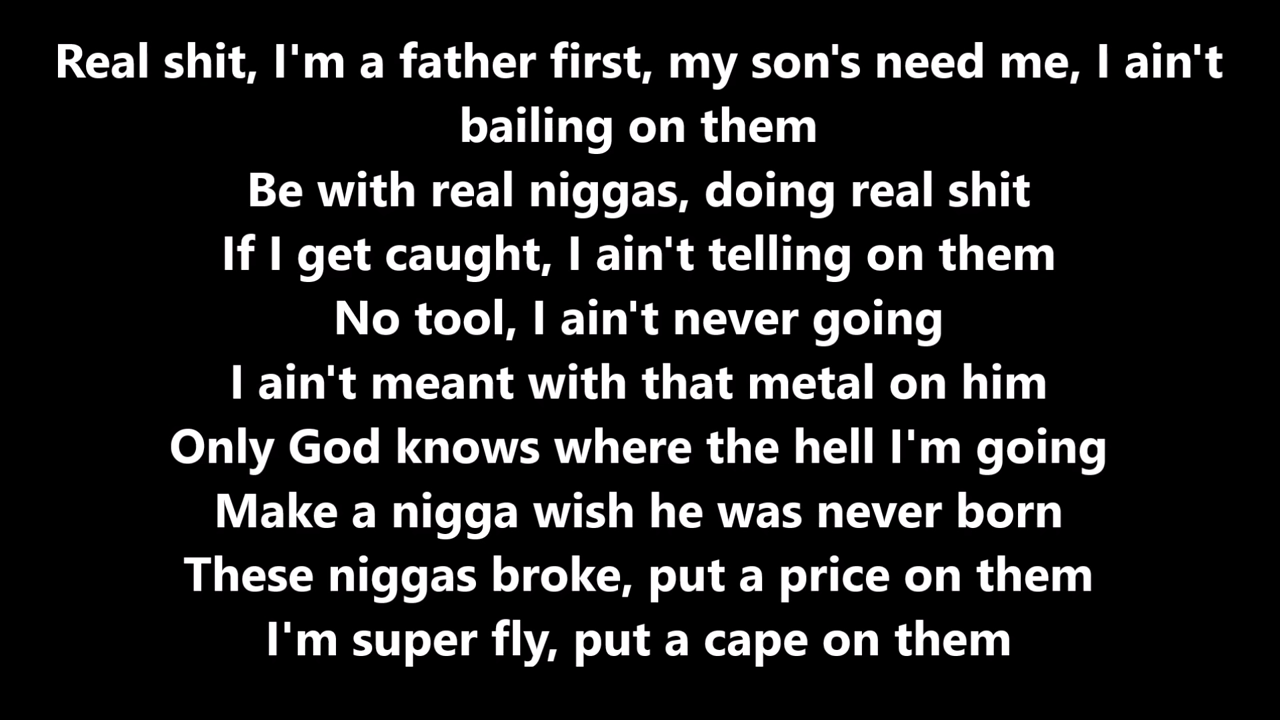 Real shit, I'm a father first, my son's need me, I ain't
bailing on them
Be with real niggas, doing real shit
If I get caught, I ain't telling on them
No tool, I ain't never going
I ain't meant with that metal on him
Only God knows where the hell I'm going
Make a nigga wish he was never born
These niggas broke, put a price on them
I'm super fly, put a cape on them